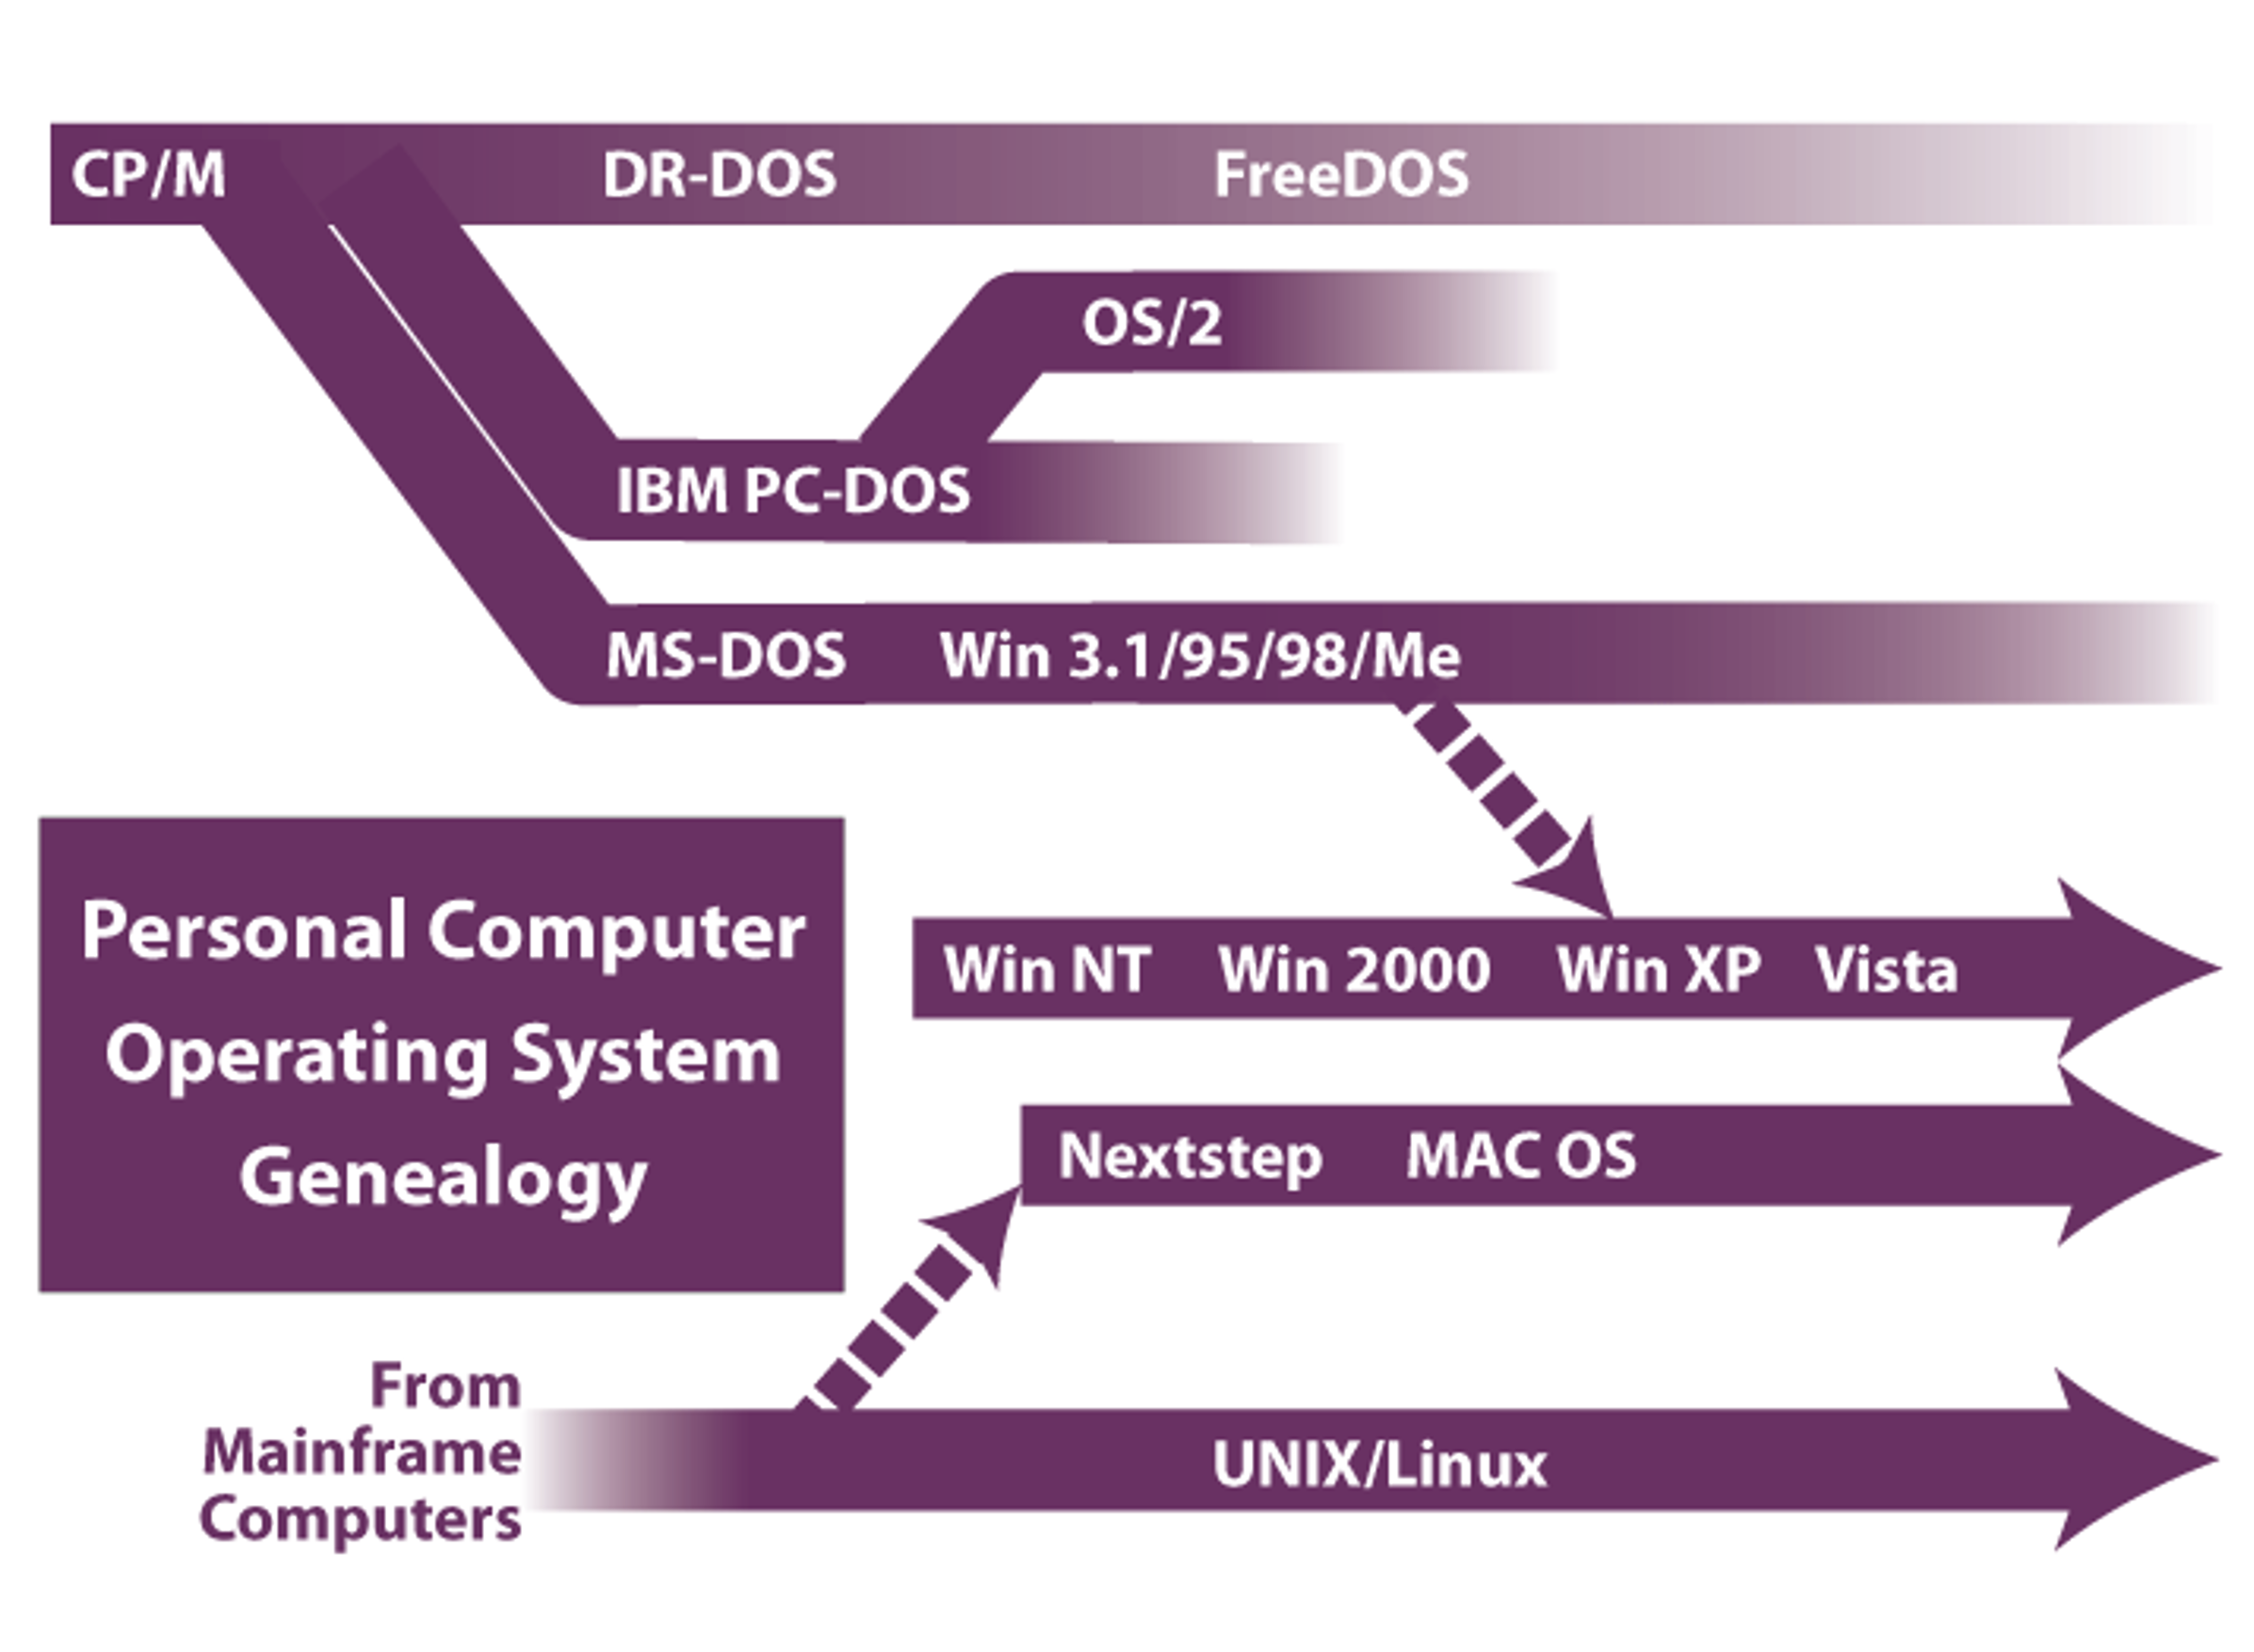 CP/M DR-DOS FreeDOS
OS/2
IBM PC-DOS
MS-DOS Win 3.1/95/98/Me
Personal Computer
Operating System
Genealogy
Win NT Win 2000 Win XP Vista
Nextstep MAC OS
From
Mainframe
Computers
UNIX/Linux